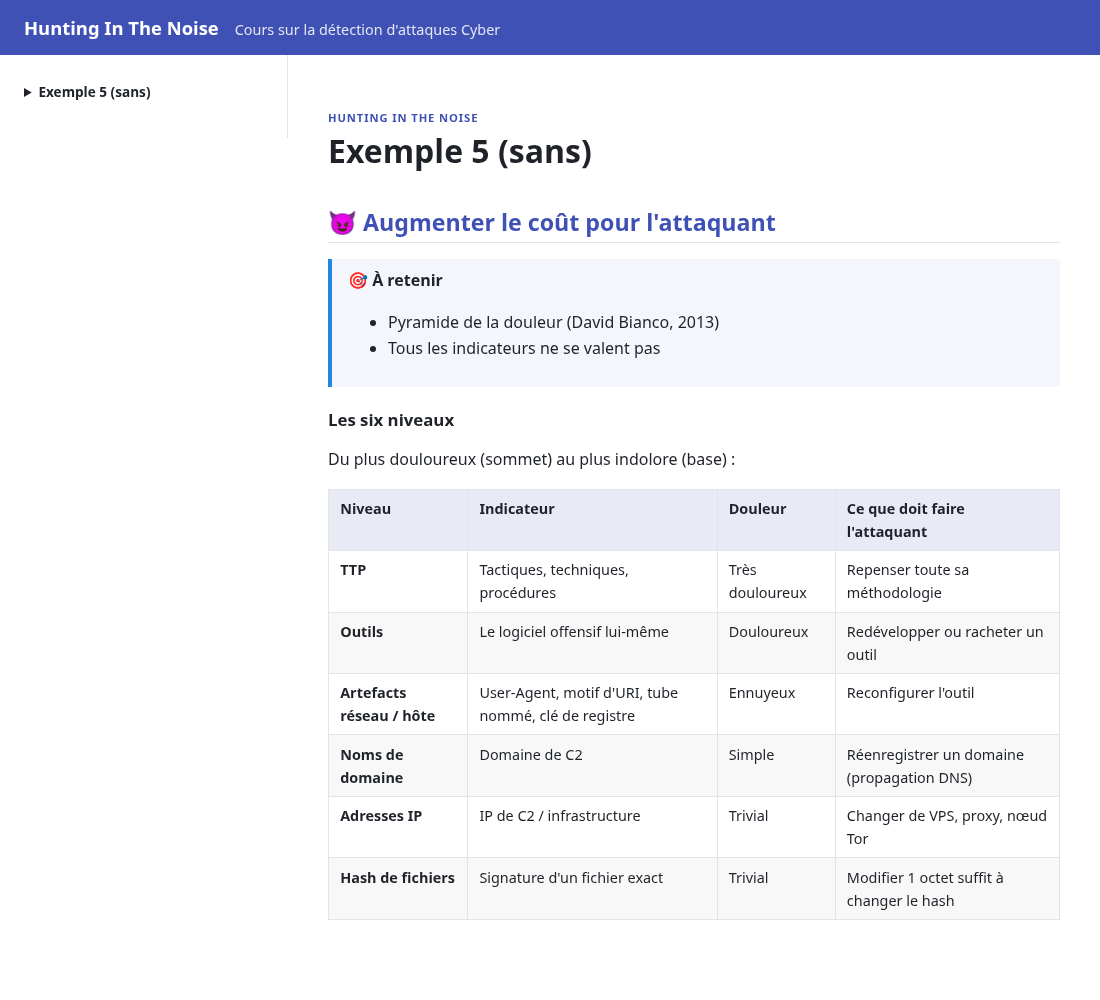 Hunting In The Noise Cours sur la détection d'attaques Cyber
Exemple 5 (sans)
HUNTING IN THE NOISE
Exemple 5 (sans)
😈 Augmenter le coût pour l'attaquant
🎯 À retenir
• Pyramide de la douleur (David Bianco, 2013)
• Tous les indicateurs ne se valent pas
Les six niveaux
Du plus douloureux (sommet) au plus indolore (base) :
Niveau Indicateur Douleur Ce que doit faire
l'attaquant
TTP Tactiques, techniques, Très Repenser toute sa
procédures douloureux méthodologie
Outils Le logiciel offensif lui-même Douloureux Redévelopper ou racheter un
outil
Artefacts User-Agent, motif d'URI, tube Ennuyeux Reconfigurer l'outil
réseau / hôte nommé, clé de registre
Noms de Domaine de C2 Simple Réenregistrer un domaine
domaine (propagation DNS)
Adresses IP IP de C2 / infrastructure Trivial Changer de VPS, proxy, nœud
Tor
Hash de fichiers Signature d'un fichier exact Trivial Modifier 1 octet suffit à
changer le hash